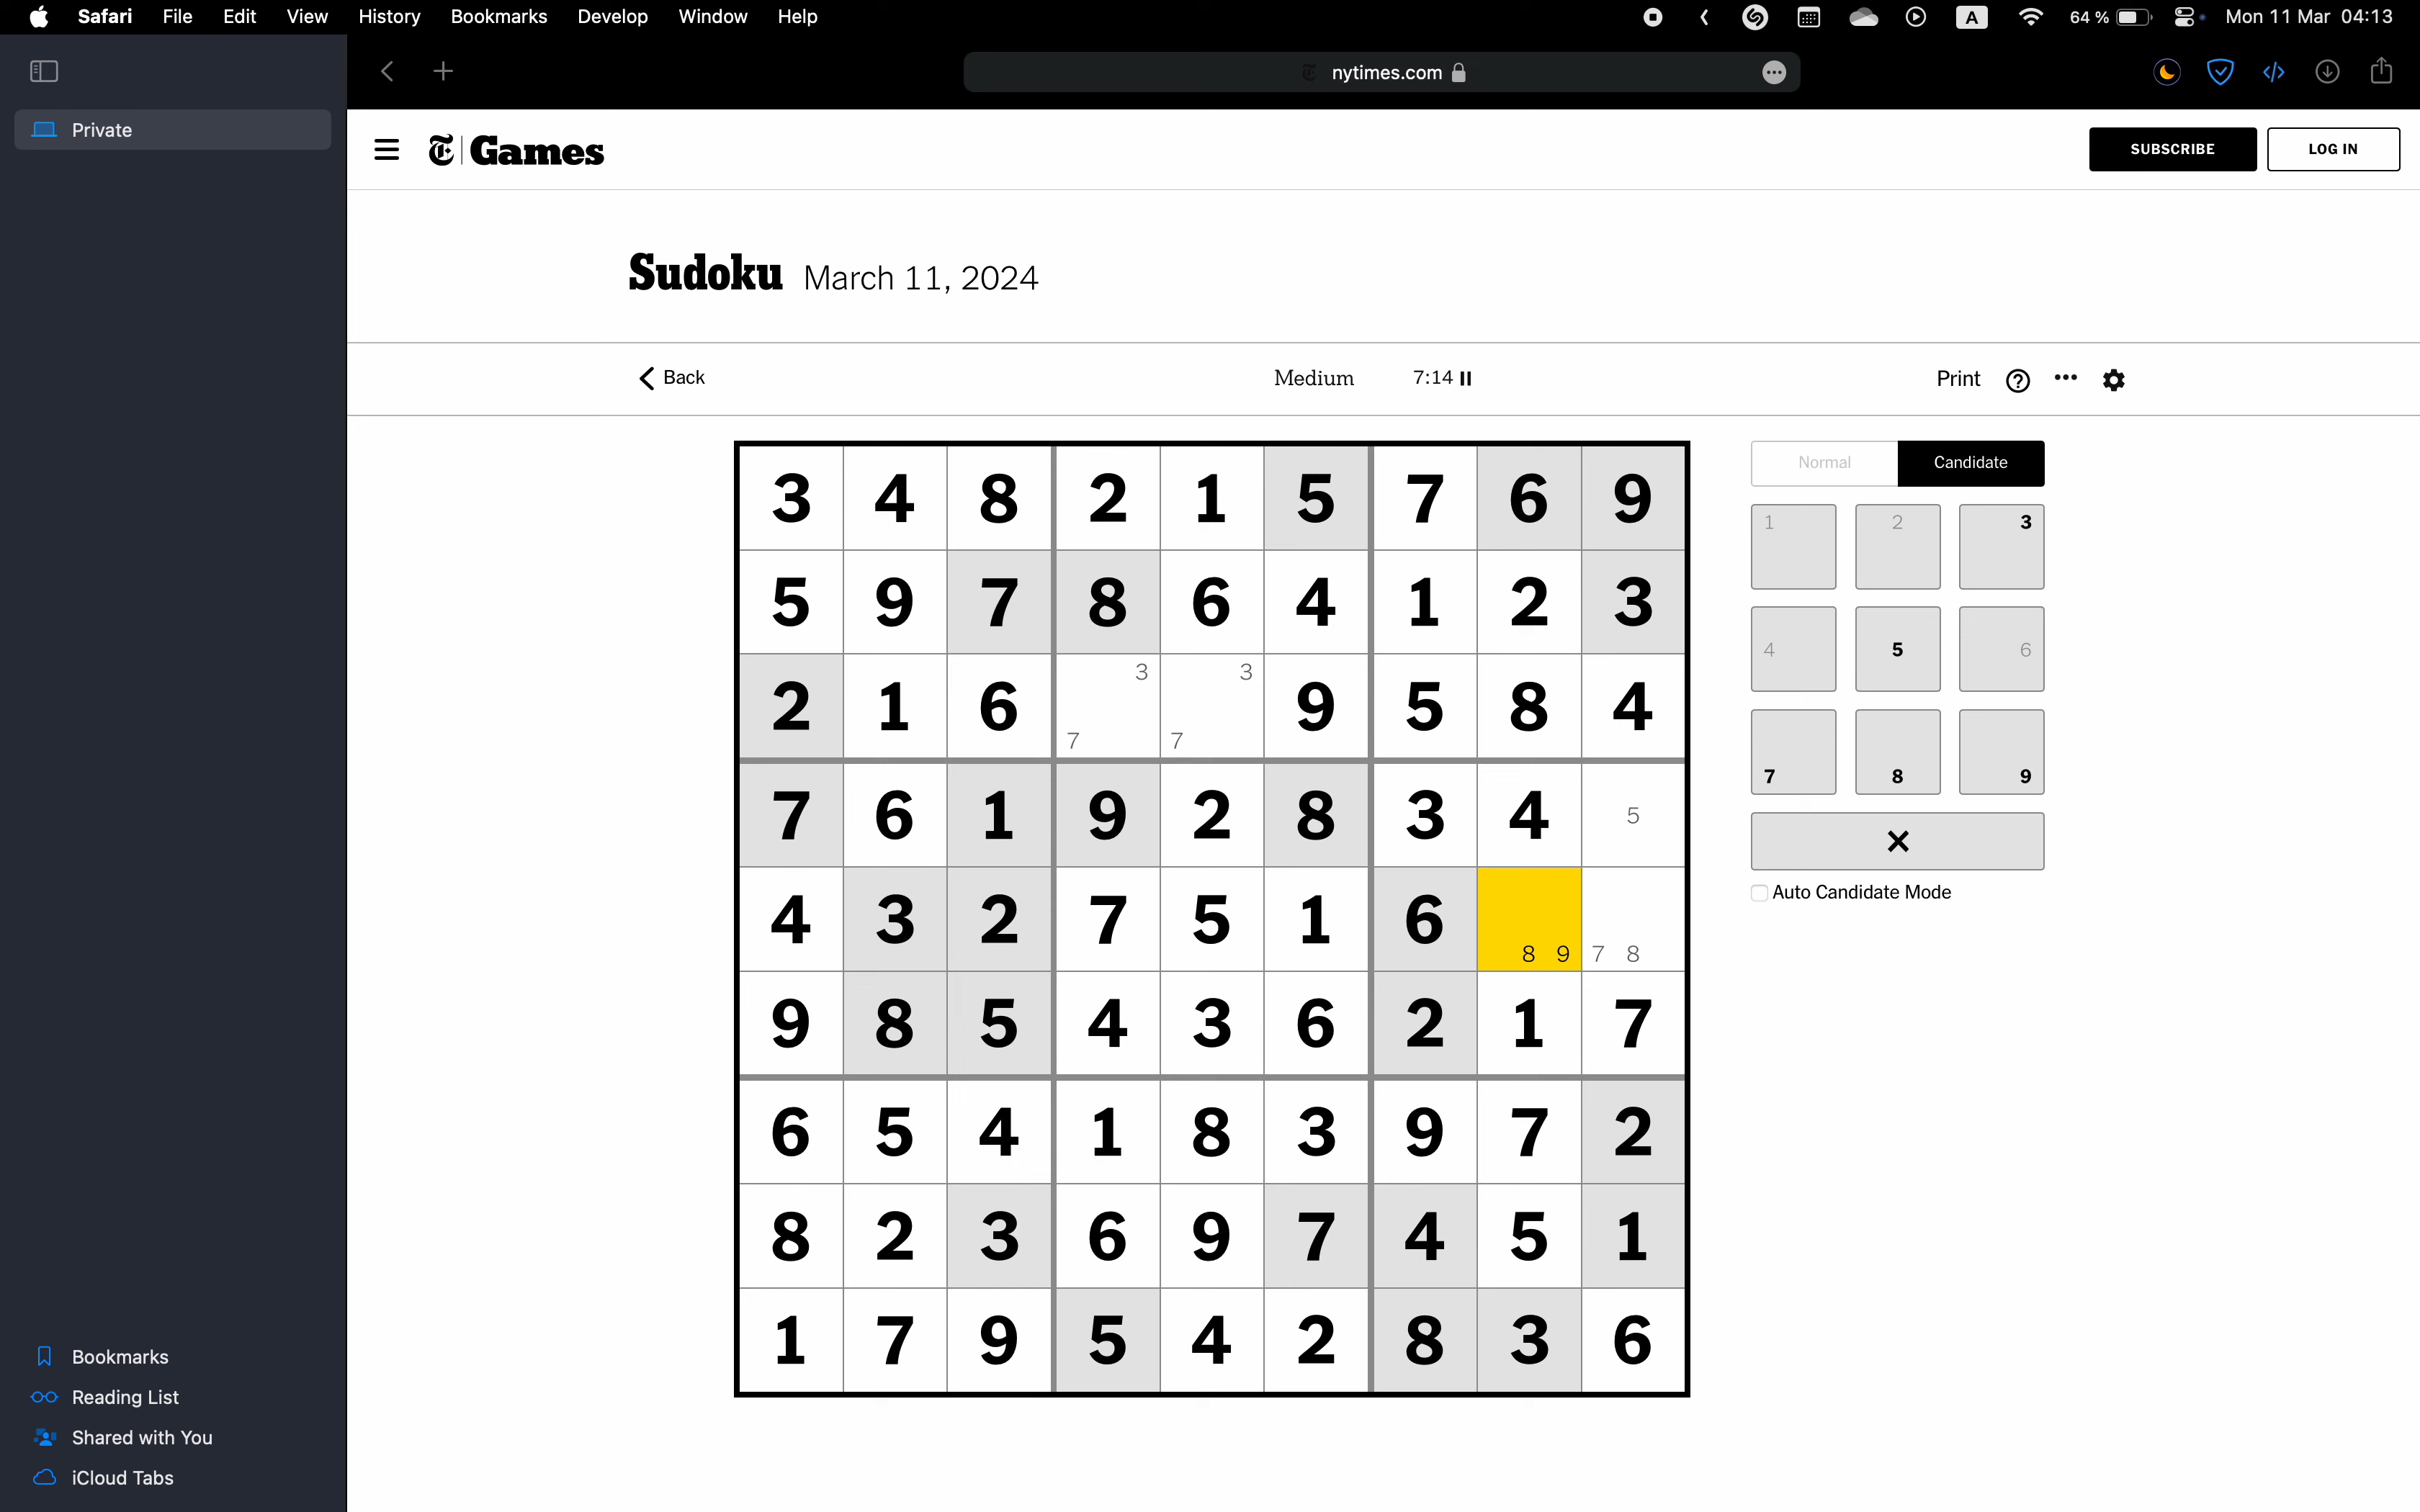 Safari File Edit View History Bookmarks Develop Window Help A 64 % Mon 11 Mar 04:13
nytimes.com
Private
T Games SUBSCRIBE LOG IN
Sudoku March 11, 2024
Back Medium 7:14 Print ? ...
Normal Candidate
3 4 8 2 1 5 7 6 9
1 2 3
5 9 7 8 6 4 1 2 3
4 5 6
3 3
2 1 6 9 5 8 4
7 7
7 8 9
7 6 1 9 2 8 3 4 5
Auto Candidate Mode
4 3 2 7 5 1 6
8 9 7 8
9 8 5 4 3 6 2 1 7
6 5 4 1 8 3 9 7 2
8 2 3 6 9 7 4 5 1
1 7 9 5 4 2 8 3 6
Bookmarks
Reading List
Shared with You
iCloud Tabs